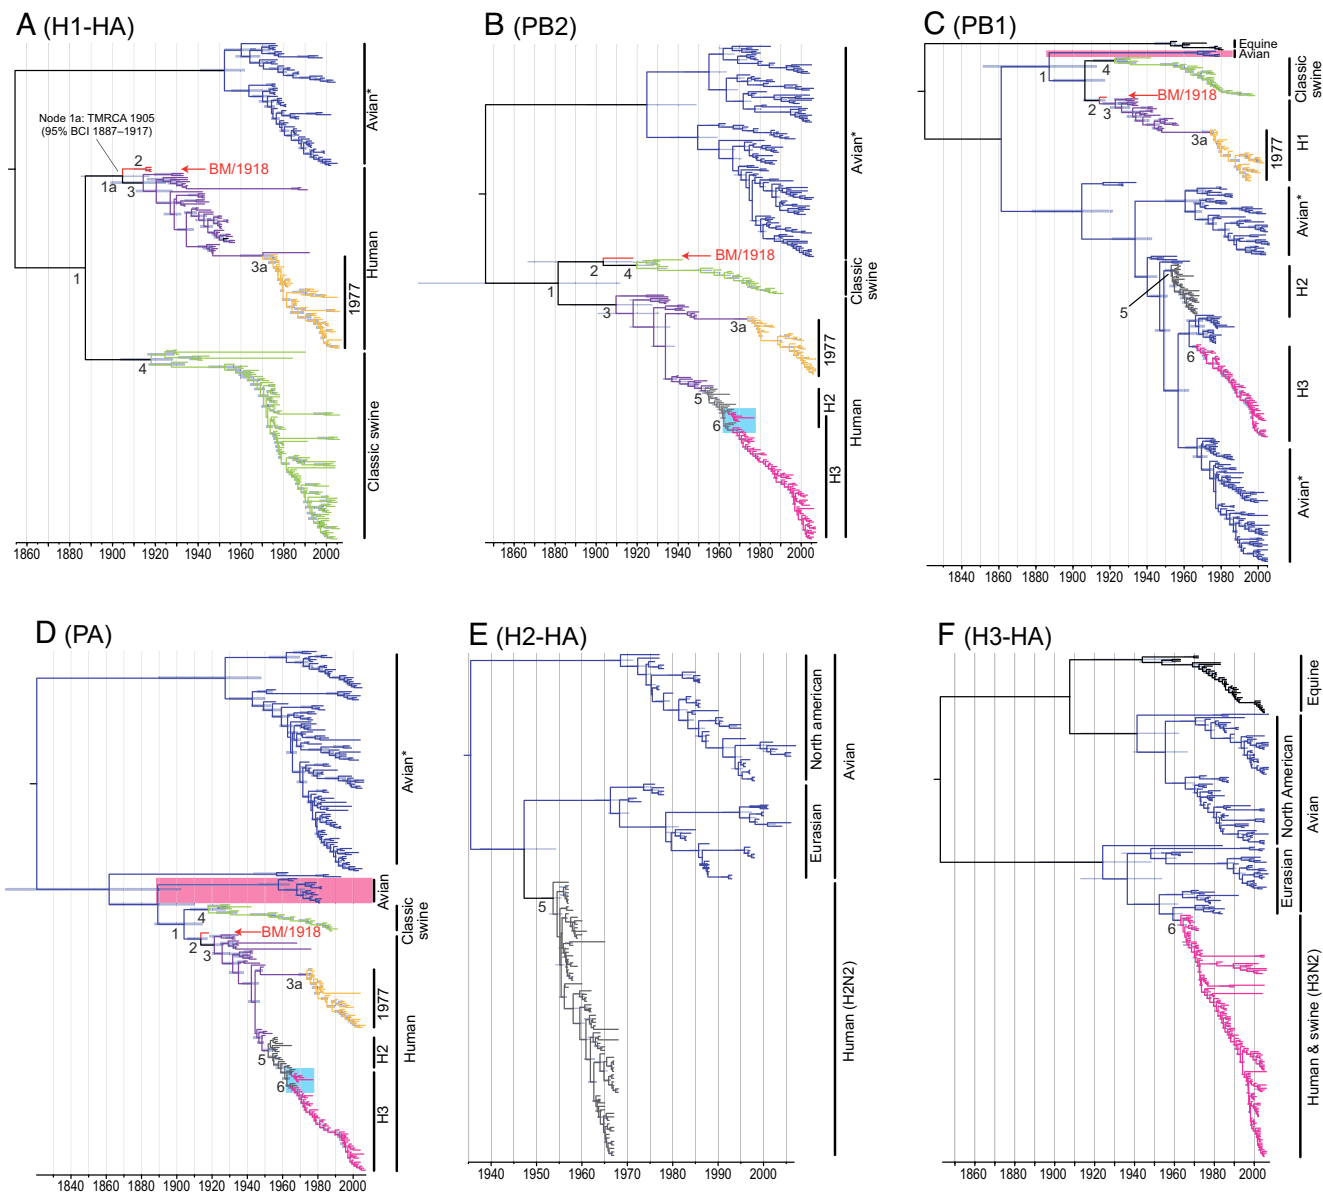 A (H1-HA)
Avian*
Node 1a: TMRCA 1905
(95% BCI 1887–1917)
2
BM/1918
1a
3
Human
3a
1977
1
4
Classic swine
1860 1880 1900 1920 1940 1960 1980 2000
B (PB2)
Avian*
BM/1918
2
4
Classic
swine
1
3
3a
1977
5
H2
6
Human
H3
1860 1880 1900 1920 1940 1960 1980 2000
C (PB1)
Equine
Avian
1
4
Classic
swine
BM/1918
2
3
3a
H1
1977
Avian*
H2
5
6
H3
Avian*
1840 1860 1880 1900 1920 1940 1960 1980 2000
D (PA)
Avian*
Avian
4
Classic
swine
1
BM/1918
2
3
3a
1977
Human
5
H2
6
H3
1840 1860 1880 1900 1920 1940 1960 1980 2000
E (H2-HA)
North american
Avian
Eurasian
5
Human (H2N2)
1940 1950 1960 1970 1980 1990 2000
F (H3-HA)
Equine
North American
Avian
Eurasian
6
Human & swine (H3N2)
1860 1880 1900 1920 1940 1960 1980 2000